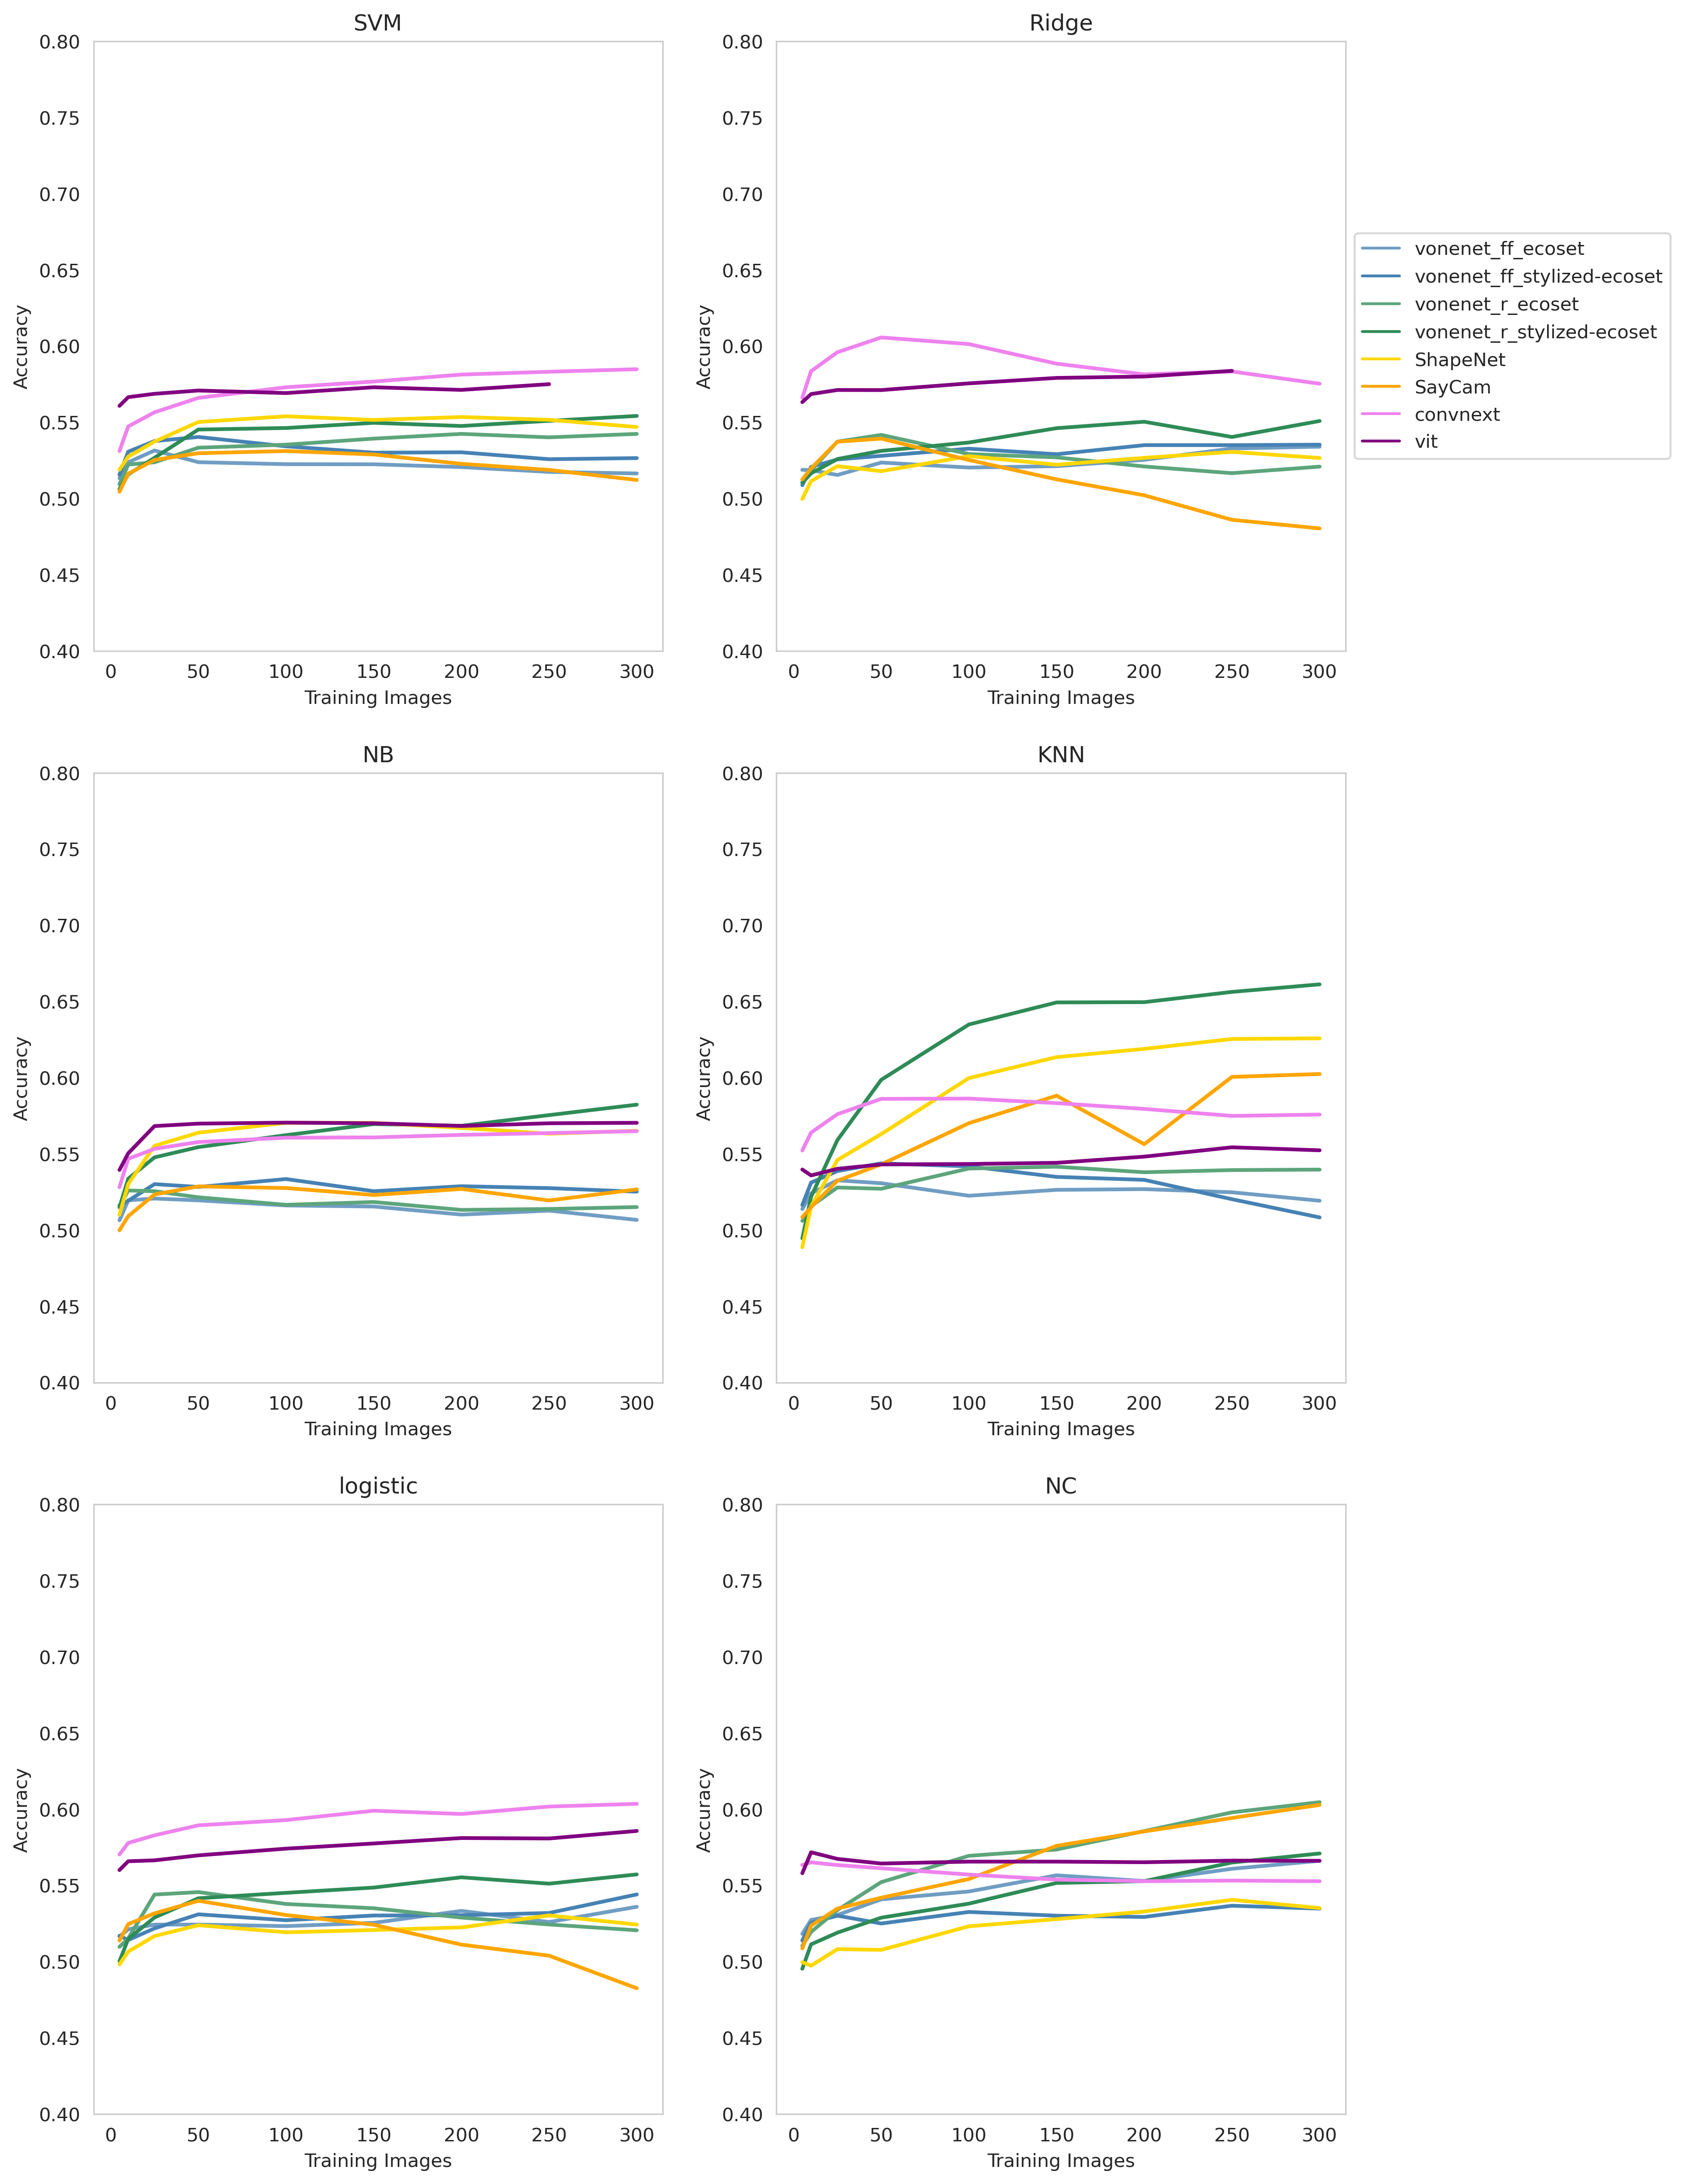 SVM
0.80
0.75
0.70
0.65
0.60
0.55
0.50
0.45
0.40
Accuracy
0 50 100 150 200 250 300
Training Images
Ridge
0.80
0.75
0.70
0.65
0.60
0.55
0.50
0.45
0.40
Accuracy
0 50 100 150 200 250 300
Training Images
vonenet_ff_ecoset
vonenet_ff_stylized-ecoset
vonenet_r_ecoset
vonenet_r_stylized-ecoset
ShapeNet
SayCam
convnext
vit
NB
0.80
0.75
0.70
0.65
0.60
0.55
0.50
0.45
0.40
Accuracy
0 50 100 150 200 250 300
Training Images
KNN
0.80
0.75
0.70
0.65
0.60
0.55
0.50
0.45
0.40
Accuracy
0 50 100 150 200 250 300
Training Images
logistic
0.80
0.75
0.70
0.65
0.60
0.55
0.50
0.45
0.40
Accuracy
0 50 100 150 200 250 300
Training Images
NC
0.80
0.75
0.70
0.65
0.60
0.55
0.50
0.45
0.40
Accuracy
0 50 100 150 200 250 300
Training Images